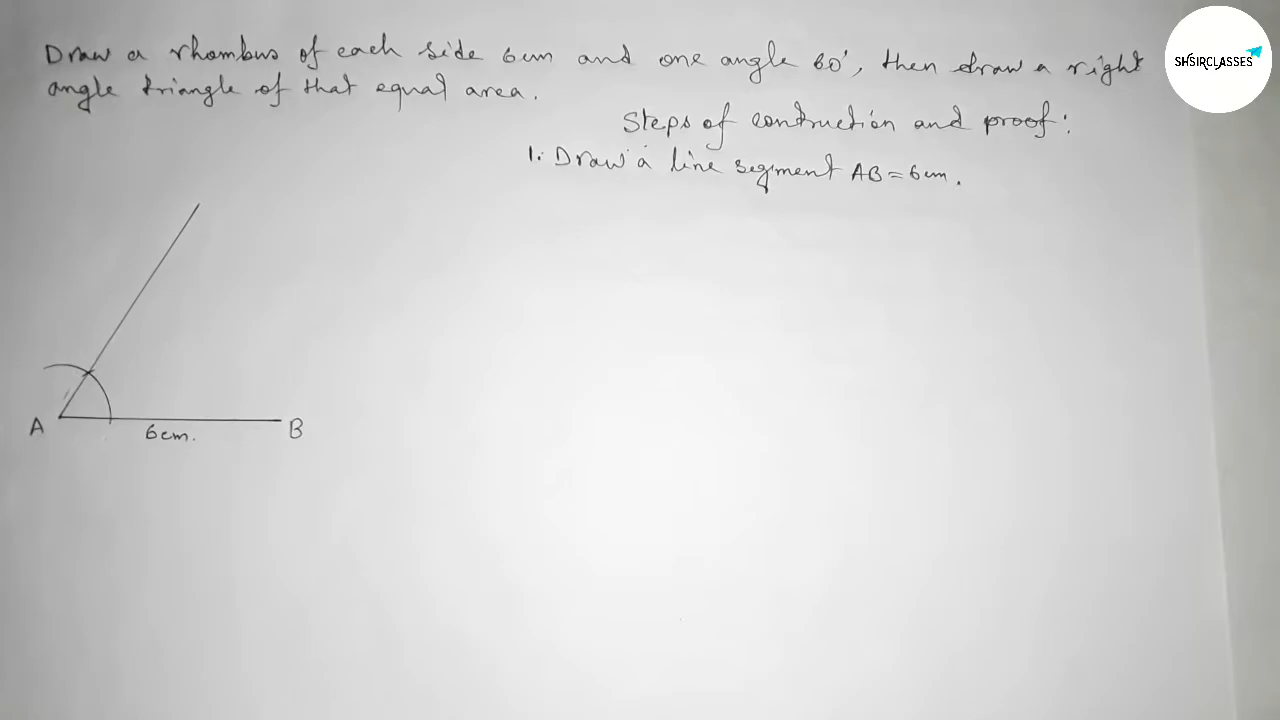 Draw a rhombus of each side 6cm and one angle 60°, then draw a right
angle triangle of that equal area.
SHSIRCLASSES
Steps of contruction and proof:
1. Draw a line segment AB = 6cm.
A
6cm.
B